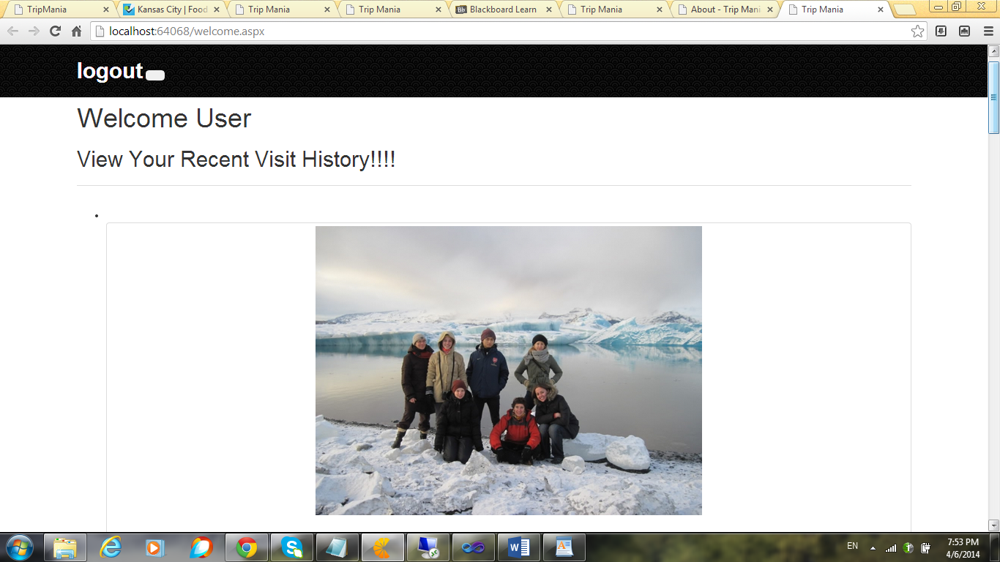 TripMania
Kansas City | Food
Trip Mania
Trip Mania
Bb Blackboard Learn
Trip Mania
About - Trip Mani
Trip Mania
localhost:64068/welcome.aspx
logout
Welcome User
View Your Recent Visit History!!!!
EN
7:53 PM
4/6/2014